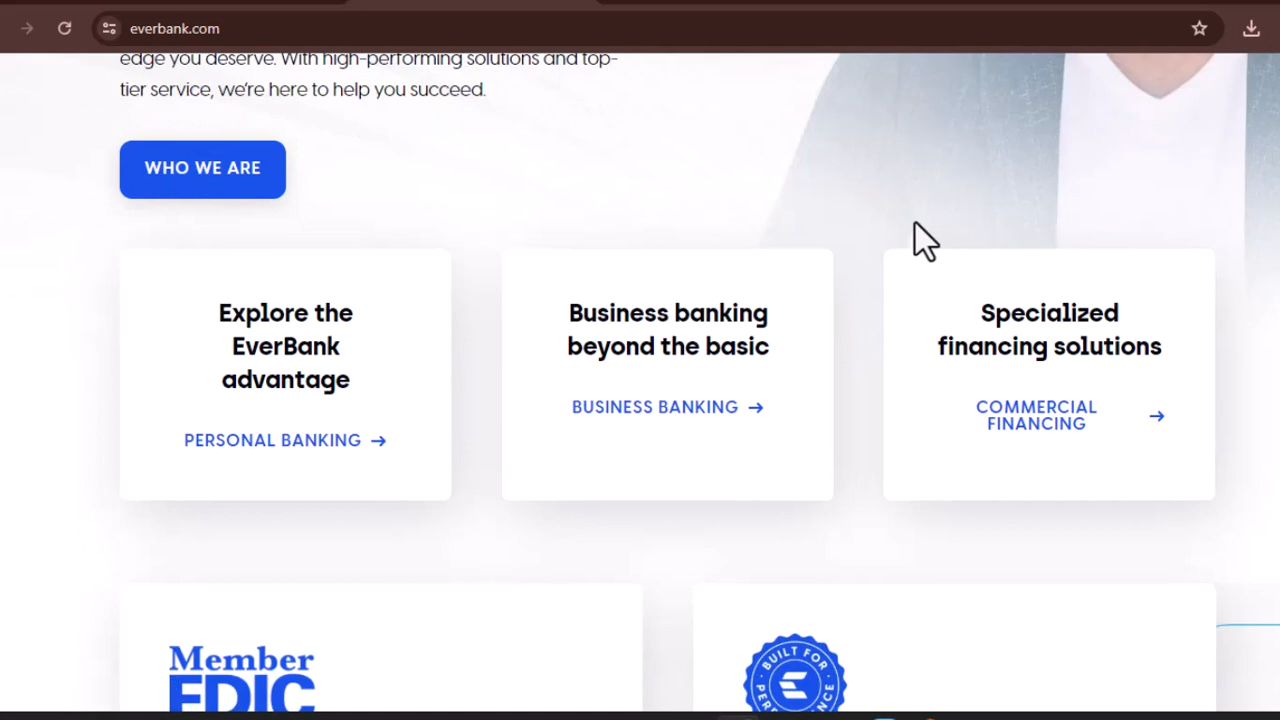 everbank.com
edge you deserve. With high-performing solutions and top-
tier service, we're here to help you succeed.
WHO WE ARE
Explore the
EverBank
advantage
PERSONAL BANKING
Business banking
beyond the basic
BUSINESS BANKING
Specialized
financing solutions
COMMERCIAL
FINANCING
Member
FDIC
BUILT FOR